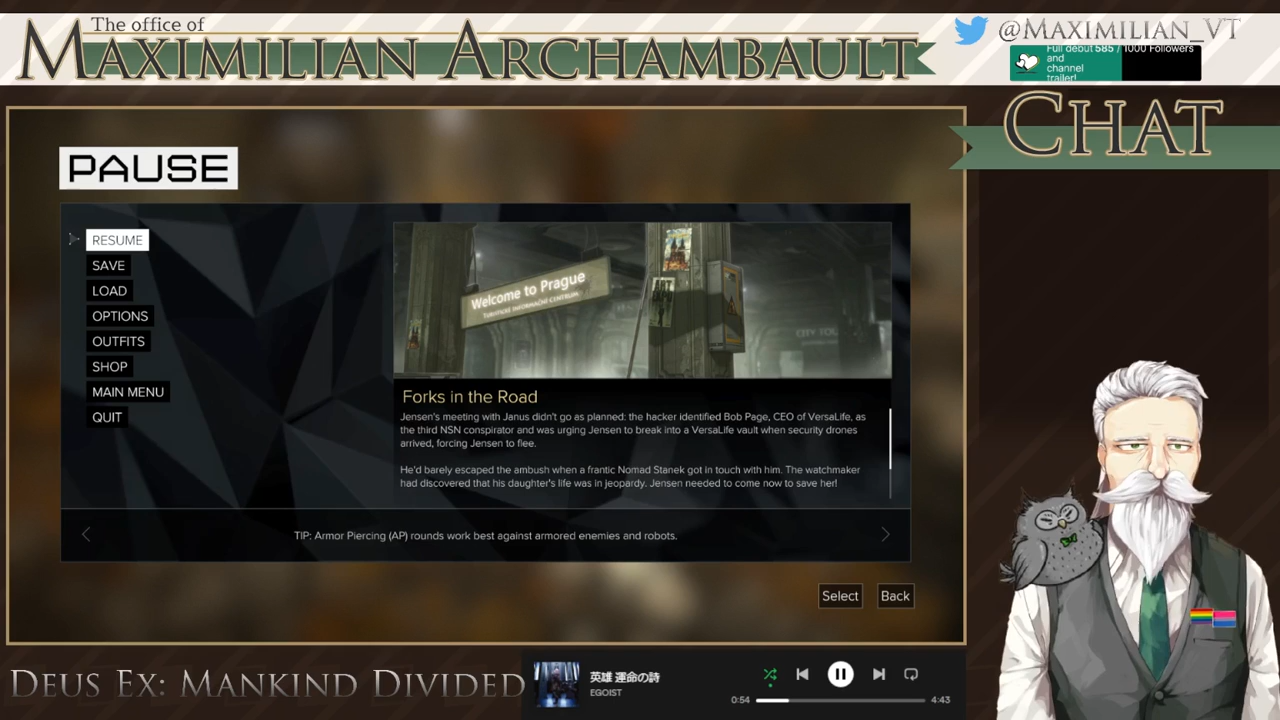 The office of
Maximilian Archambault
@Maximilian_VT
Full debut 585 / 1000 Followers
and
channel
trailer!
Chat
PAUSE
RESUME
SAVE
LOAD
OPTIONS
OUTFITS
SHOP
MAIN MENU
QUIT
Welcome to Prague
TURISTICKÉ INFORMAČNÍ CENTRUM
CITY TOU
Forks in the Road
Jensen's meeting with Janus didn't go as planned: the hacker identified Bob Page, CEO of VersaLife, as
the third NSN conspirator and was urging Jensen to break into a VersaLife vault when security drones
arrived, forcing Jensen to flee.
He'd barely escaped the ambush when a frantic Nomad Stanek got in touch with him. The watchmaker
had discovered that his daughter's life was in jeopardy. Jensen needed to come now to save her!
TIP: Armor Piercing (AP) rounds work best against armored enemies and robots.
Select
Back
Deus Ex: Mankind Divided
英雄 運命の詩
EGOIST
0:54
4:43